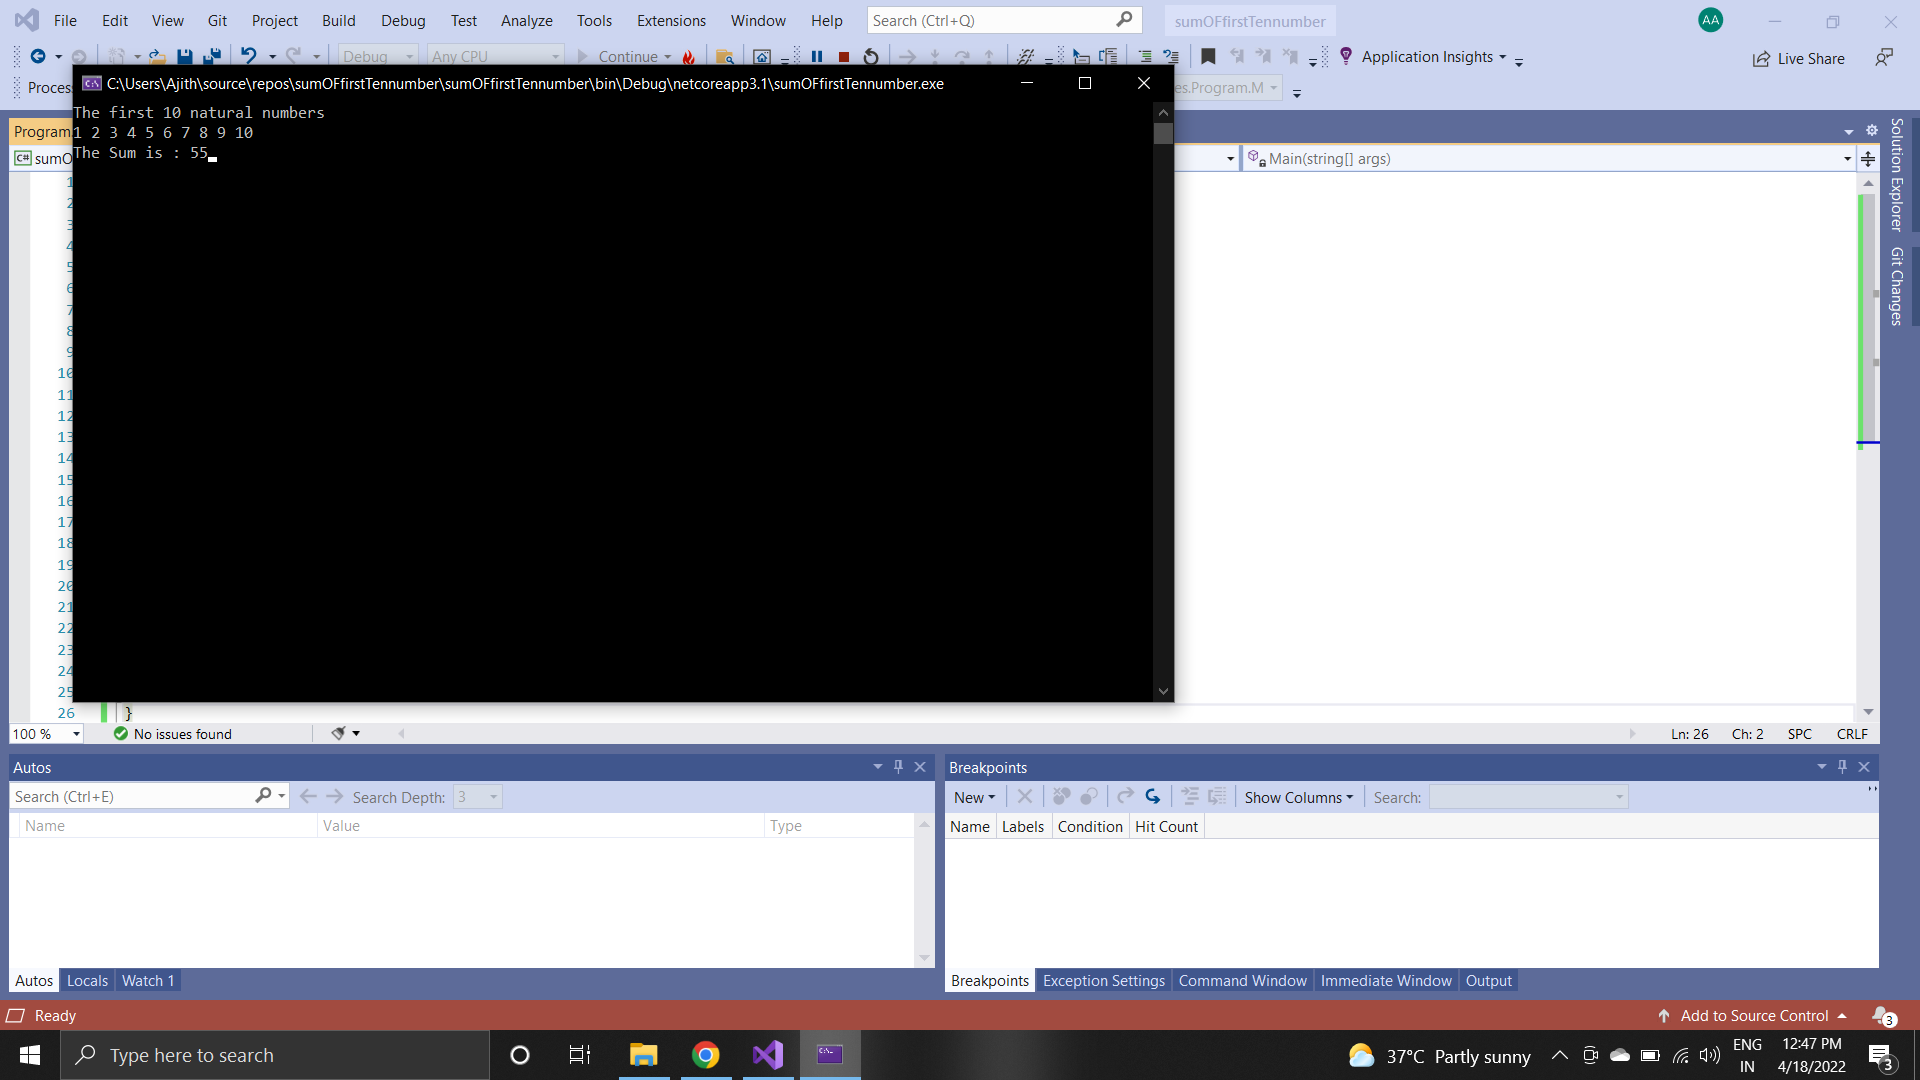 File Edit View Git Project Build Debug Test Analyze Tools Extensions Window Help Search (Ctrl+Q) sumOFfirstTennumber AA
Debug Any CPU Continue Application Insights Live Share
Process es.Program.M
C:\Users\Ajith\source\repos\sumOFfirstTennumber\sumOFfirstTennumber\bin\Debug\netcoreapp3.1\sumOFfirstTennumber.exe
The first 10 natural numbers
1 2 3 4 5 6 7 8 9 10
The Sum is : 55
Program
C# sumO Main(string[] args)
Solution Explorer
Git Changes
1
2
3
4
5
6
7
8
9
10
11
12
13
14
15
16
17
18
19
20
21
22
23
24
25
26 }
100 % No issues found Ln: 26 Ch: 2 SPC CRLF
Autos
Search (Ctrl+E) Search Depth: 3
Name Value Type
Autos Locals Watch 1
Breakpoints
New Show Columns Search:
Name Labels Condition Hit Count
Breakpoints Exception Settings Command Window Immediate Window Output
Ready Add to Source Control 3
Type here to search 37°C Partly sunny ENG IN 12:47 PM 4/18/2022 3